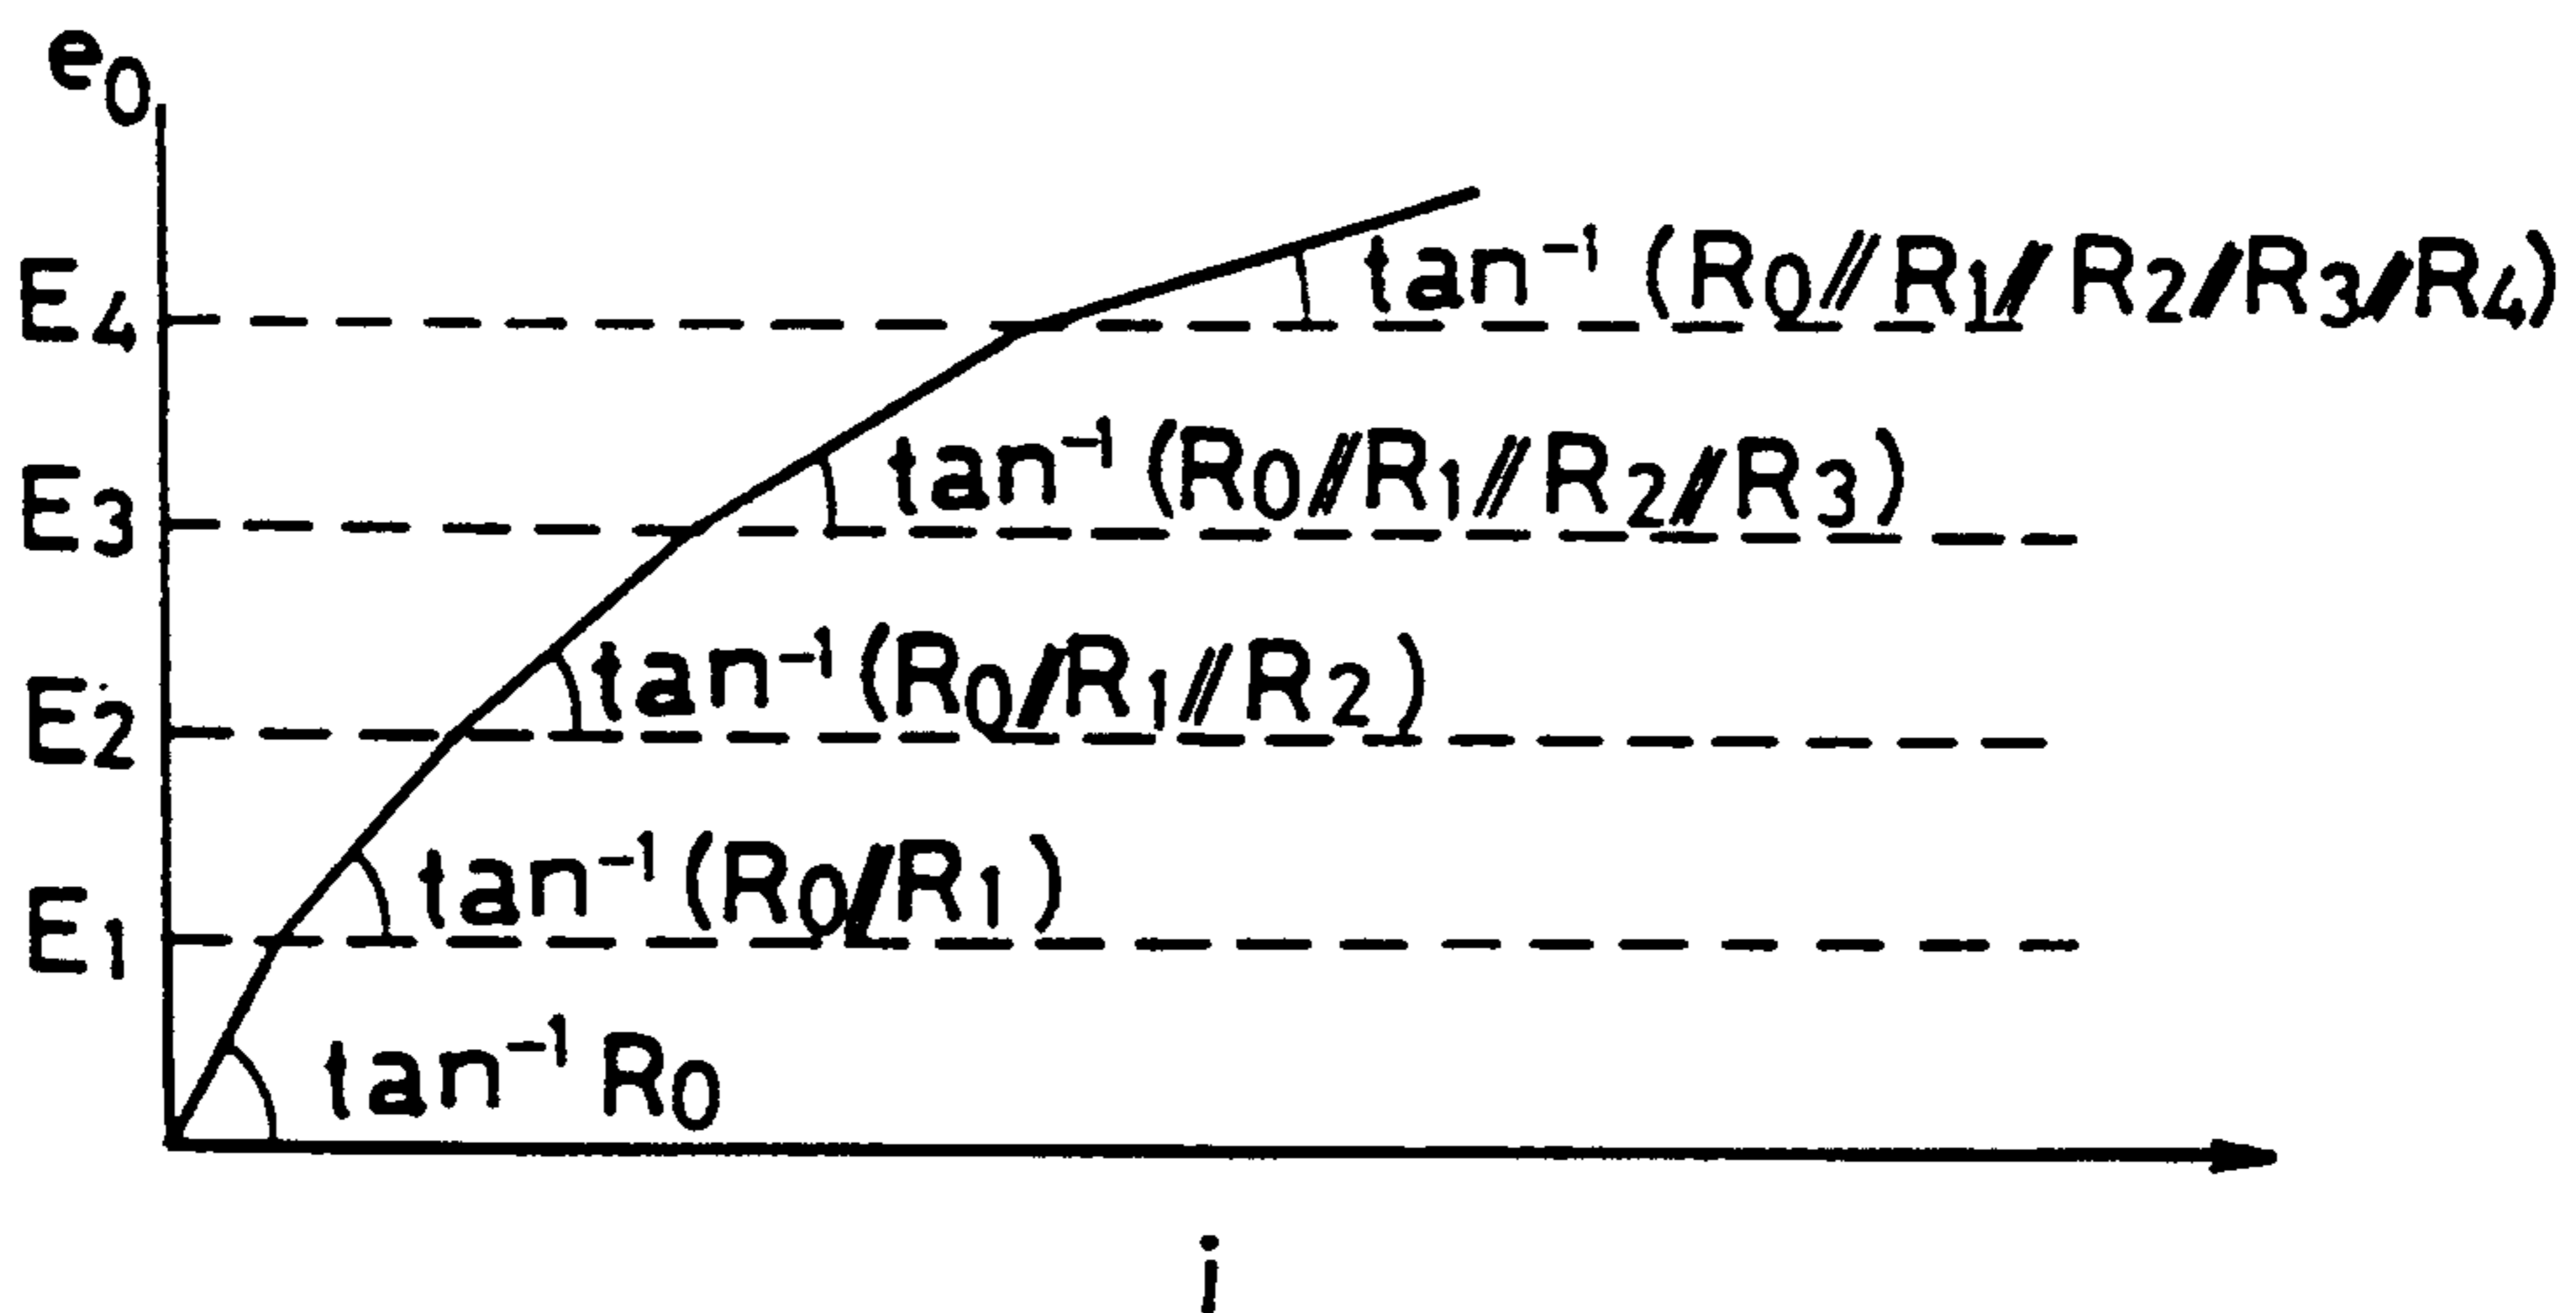 e0
E4 tan⁻¹ (R0//R1//R2//R3//R4)
E3 tan⁻¹ (R0//R1//R2//R3)
E2 tan⁻¹ (R0//R1//R2)
E1 tan⁻¹ (R0//R1)
tan⁻¹ R0
i